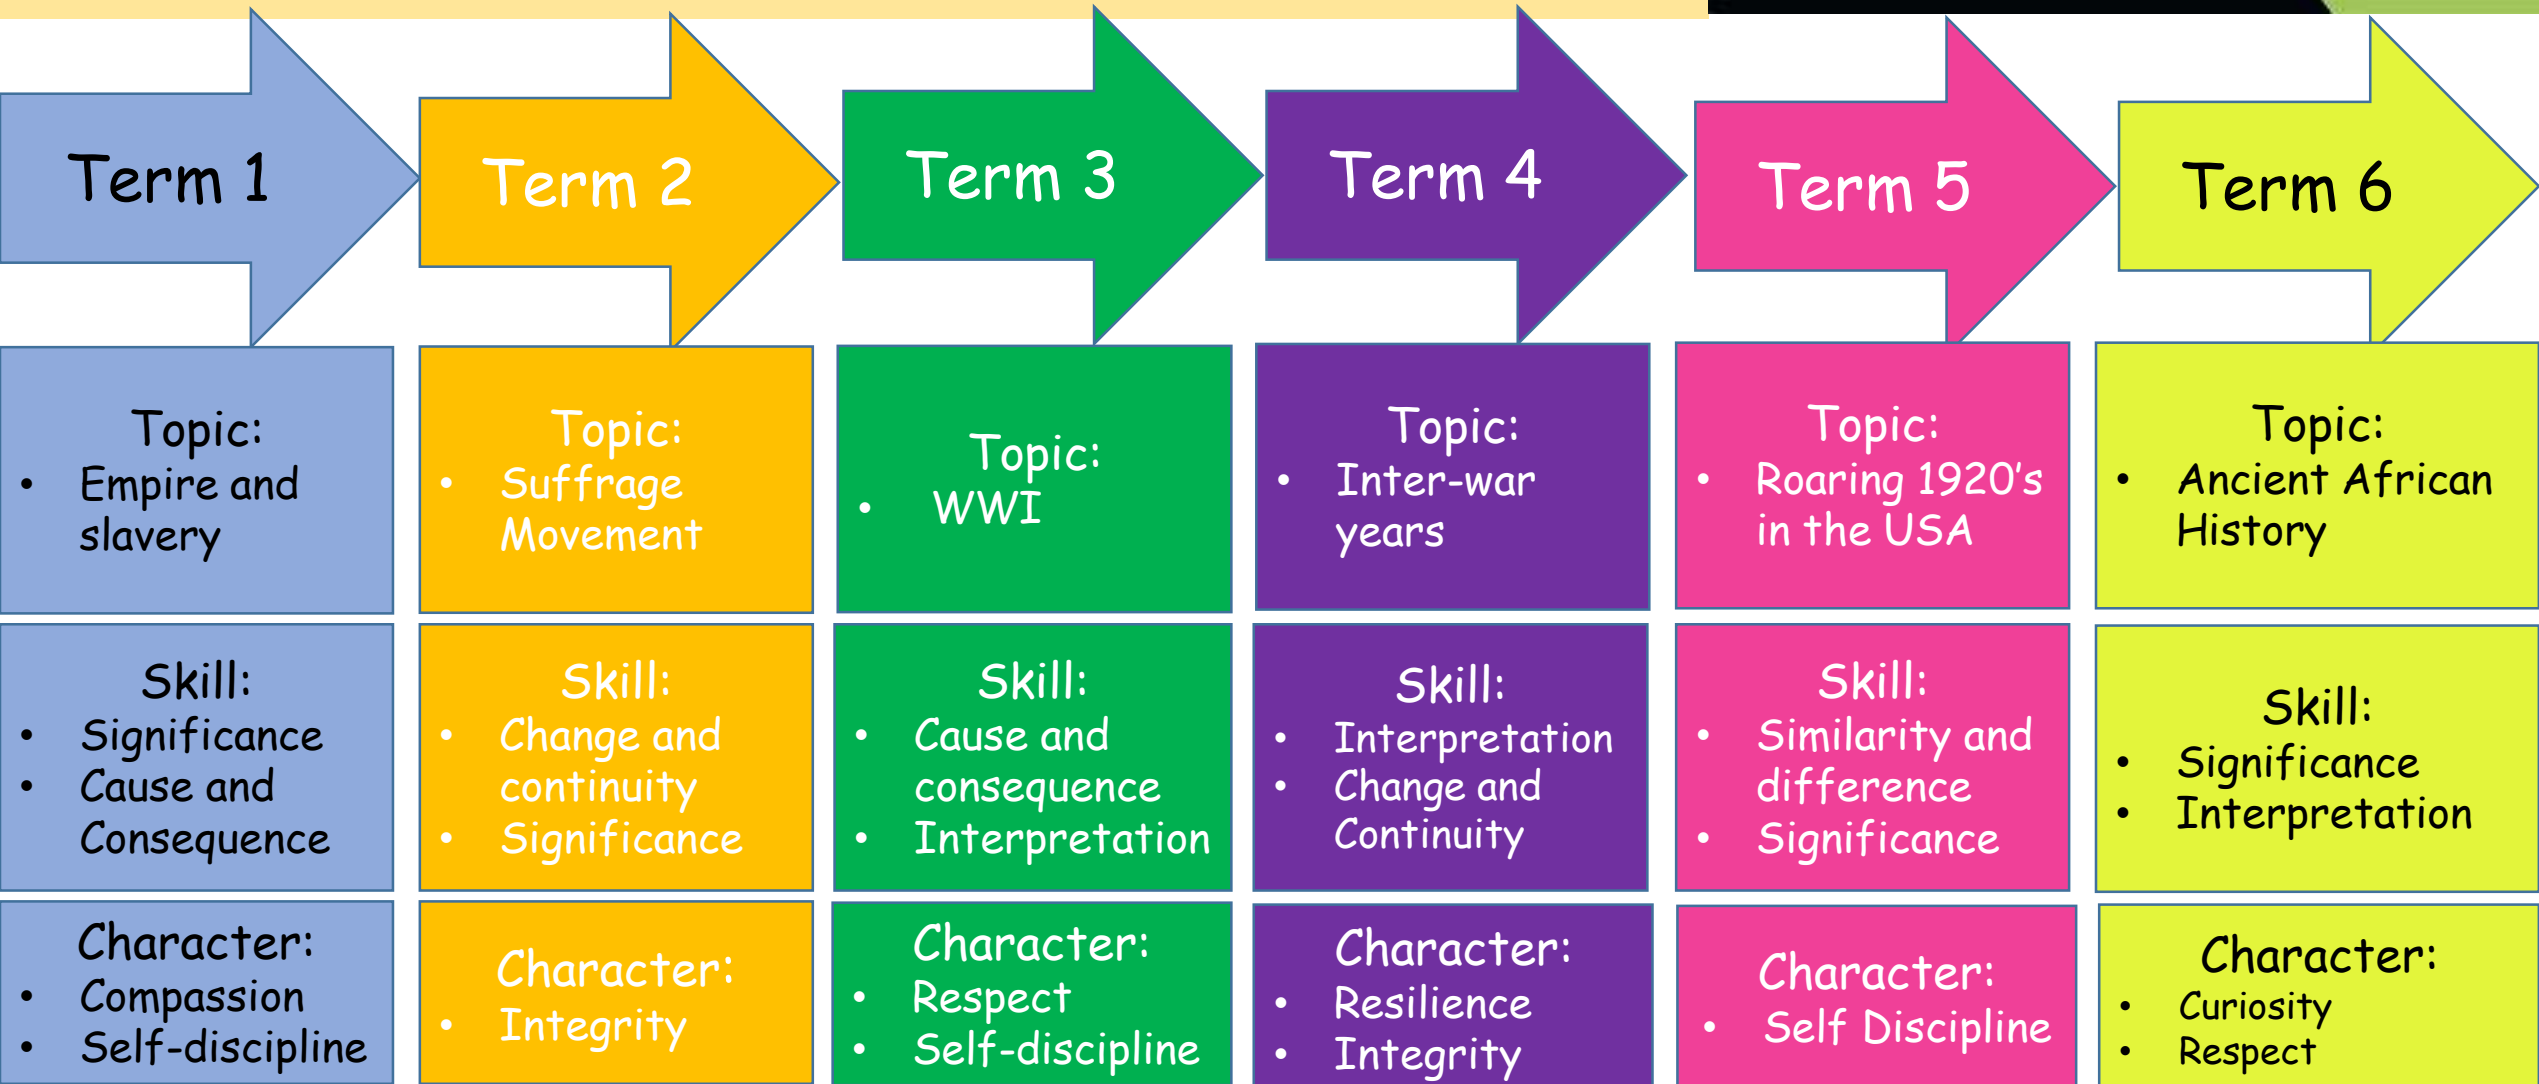 Term 1
Term 2
Term 3
Term 4
Term 5
Term 6
Topic:
• Empire and
slavery
Topic:
• Suffrage
Movement
Topic:
• WWI
Topic:
• Inter-war
years
Topic:
• Roaring 1920's
in the USA
Topic:
• Ancient African
History
Skill:
• Significance
• Cause and
Consequence
Skill:
• Change and
continuity
• Significance
Skill:
• Cause and
consequence
• Interpretation
Skill:
• Interpretation
• Change and
Continuity
Skill:
• Similarity and
difference
• Significance
Skill:
• Significance
• Interpretation
Character:
• Compassion
• Self-discipline
Character:
• Integrity
Character:
• Respect
• Self-discipline
Character:
• Resilience
• Integrity
Character:
• Self Discipline
Character:
• Curiosity
• Respect